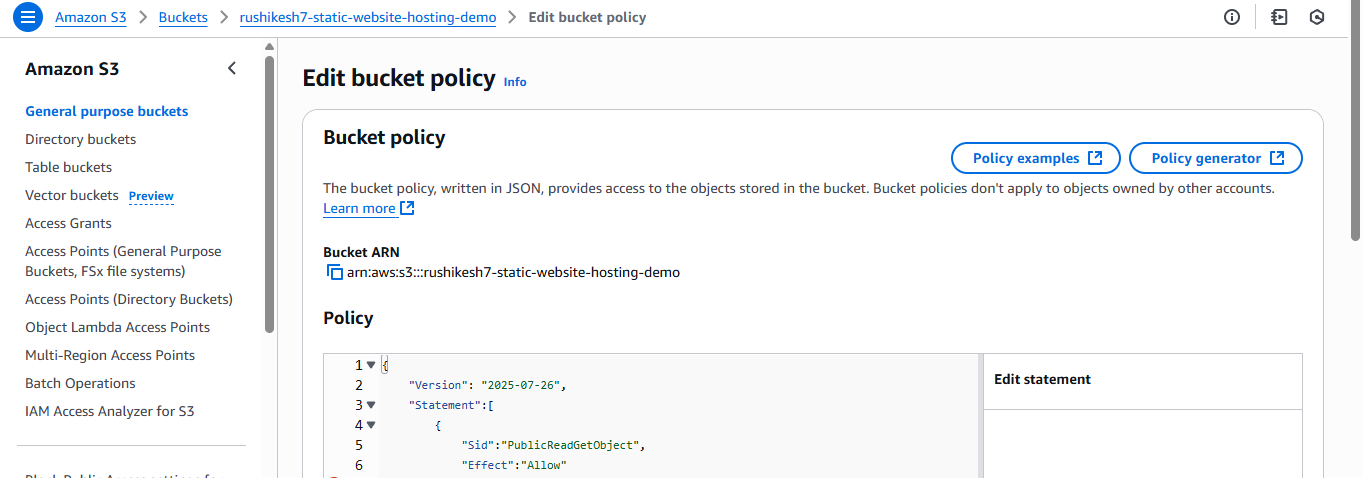 Amazon S3 > Buckets > rushikesh7-static-website-hosting-demo > Edit bucket policy
Amazon S3
General purpose buckets
Directory buckets
Table buckets
Vector buckets Preview
Access Grants
Access Points (General Purpose
Buckets, FSx file systems)
Access Points (Directory Buckets)
Object Lambda Access Points
Multi-Region Access Points
Batch Operations
IAM Access Analyzer for S3
Edit bucket policy Info
Bucket policy
Policy examples
Policy generator
The bucket policy, written in JSON, provides access to the objects stored in the bucket. Bucket policies don't apply to objects owned by other accounts.
Learn more
Bucket ARN
arn:aws:s3:::rushikesh7-static-website-hosting-demo
Policy
1 {
2 "Version": "2025-07-26",
3 "Statement":[
4 {
5 "Sid":"PublicReadGetObject",
6 "Effect":"Allow"
Edit statement